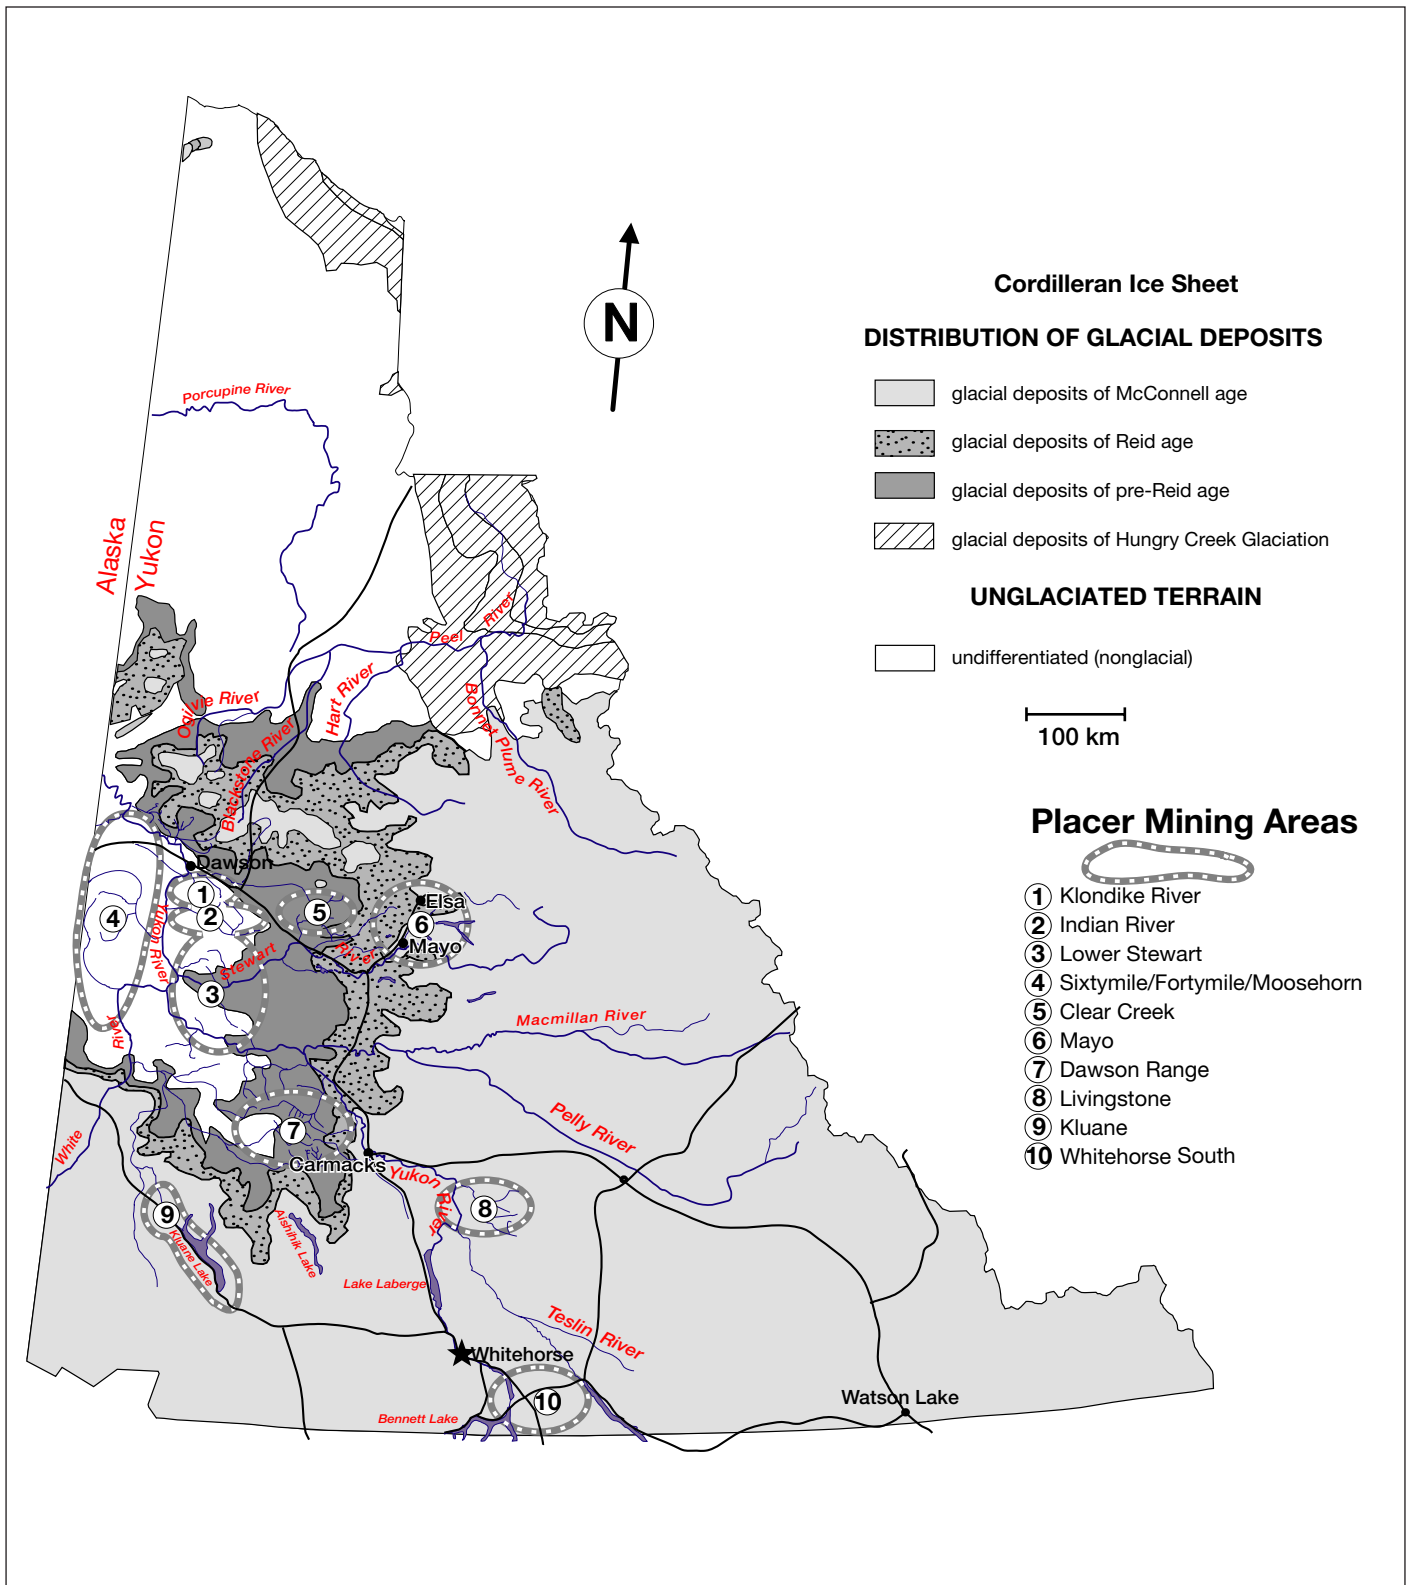 N
Cordilleran Ice Sheet
DISTRIBUTION OF GLACIAL DEPOSITS
glacial deposits of McConnell age
glacial deposits of Reid age
glacial deposits of pre-Reid age
glacial deposits of Hungry Creek Glaciation
UNGLACIATED TERRAIN
undifferentiated (nonglacial)
100 km
Placer Mining Areas
1 Klondike River
2 Indian River
3 Lower Stewart
4 Sixtymile/Fortymile/Moosehorn
5 Clear Creek
6 Mayo
7 Dawson Range
8 Livingstone
9 Kluane
10 Whitehorse South
Porcupine River
Alaska
Yukon
Peel River
Ogilvie River
Hart River
Blackstone River
Bonnet Plume River
Dawson
1
2
3
4
5
6
Elsa
Mayo
Yukon River
Stewart River
River
Macmillan River
White
Pelly River
7
Carmacks
Yukon River
8
9
Kluane Lake
Aishihik Lake
Lake Laberge
Teslin River
Whitehorse
10
Bennett Lake
Watson Lake